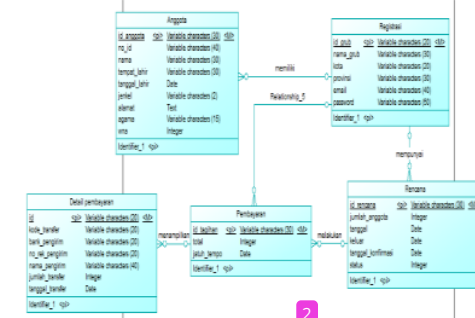 Anggota
id_anggota <pi> Variable characters (10) <M>
no_id Variable characters (40)
nama Variable characters (30)
tempat_lahir Variable characters (30)
tanggal_lahir Date
jenkel Variable characters (2)
alamat Text
agama Variable characters (15)
wna Integer
Identifier_1 <pi>
Registrasi
id_grub <pi> Variable characters (20) <M>
nama_grub Variable characters (30)
kota Variable characters (20)
provinsi Variable characters (30)
email Variable characters (40)
password Variable characters (50)
Identifier_1 <pi>
memiliki
Relationship_5
mempunyai
Detail pembayaran
id <pi> Variable characters (20) <M>
kode_transfer Variable characters (20)
bank_pengirim Variable characters (20)
no_rek_pengirim Variable characters (20)
nama_pengirim Variable characters (40)
jumlah_transfer Integer
tanggal_transfer Date
Identifier_1 <pi>
menampilkan
Pembayaran
id_tagihan <pi> Variable characters (30) <M>
total Integer
jatuh_tempo Date
Identifier_1 <pi>
melakukan
Rencana
id_rencana <pi> Variable characters (30)
jumlah_anggota Integer
tanggal Date
keluar Date
tanggal_konfirmasi Date
status Integer
Identifier_1 <pi>
2